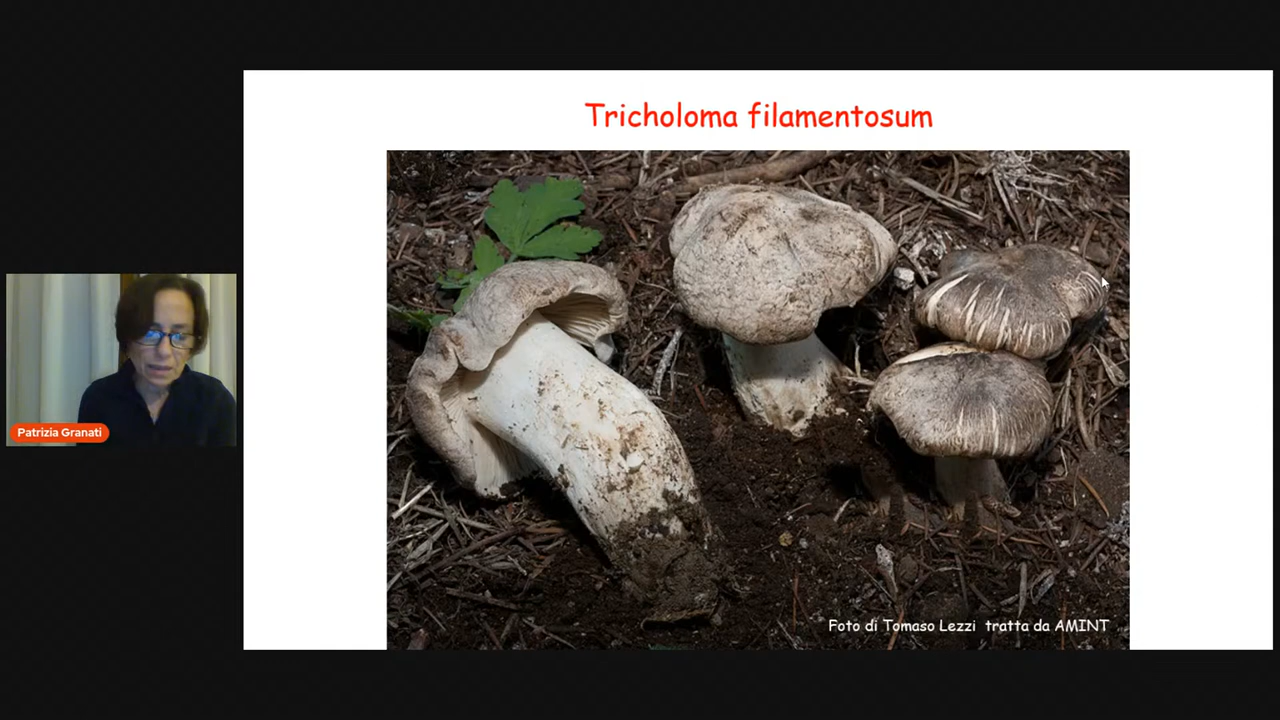 Tricholoma filamentosum
Patrizia Granati
Foto di Tomaso Lezzi tratta da AMINT